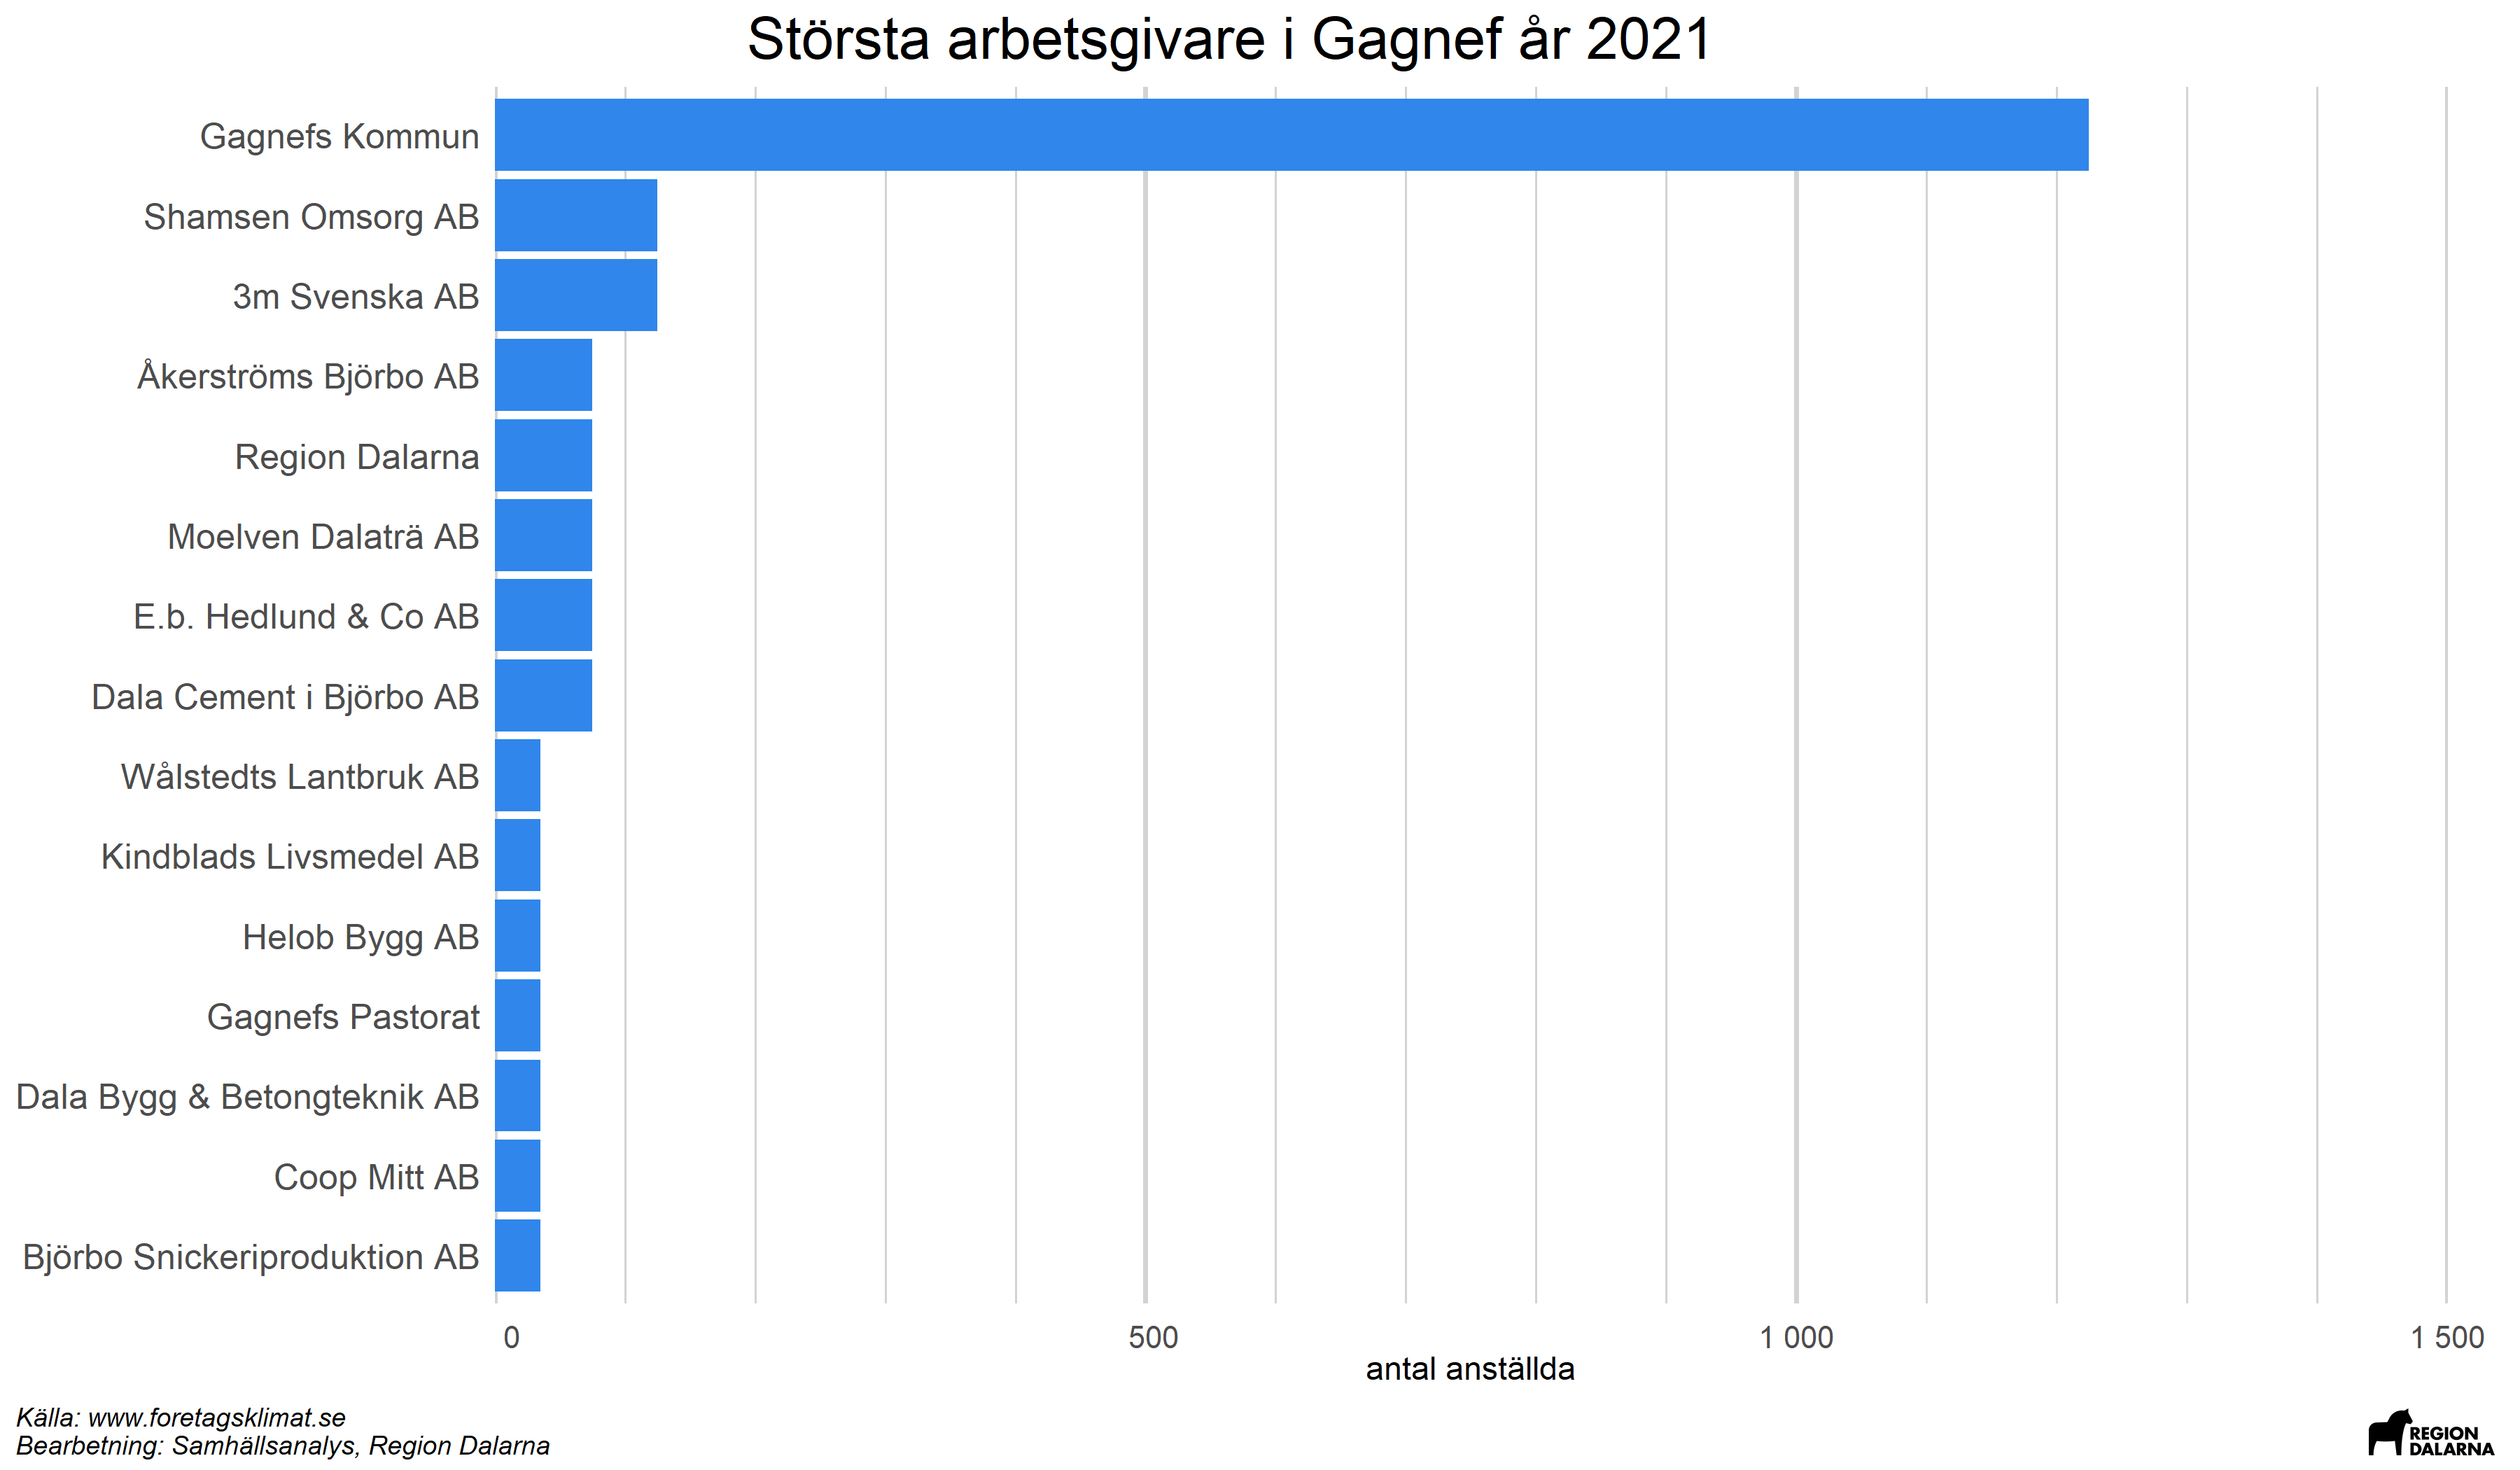 Största arbetsgivare i Gagnef år 2021
Gagnefs Kommun
Shamsen Omsorg AB
3m Svenska AB
Åkerströms Björbo AB
Region Dalarna
Moelven Dalaträ AB
E.b. Hedlund & Co AB
Dala Cement i Björbo AB
Wålstedts Lantbruk AB
Kindblads Livsmedel AB
Helob Bygg AB
Gagnefs Pastorat
Dala Bygg & Betongteknik AB
Coop Mitt AB
Björbo Snickeriproduktion AB
0 500 1 000 1 500
antal anställda
Källa: www.foretagsklimat.se
Bearbetning: Samhällsanalys, Region Dalarna
REGION
DALARNA